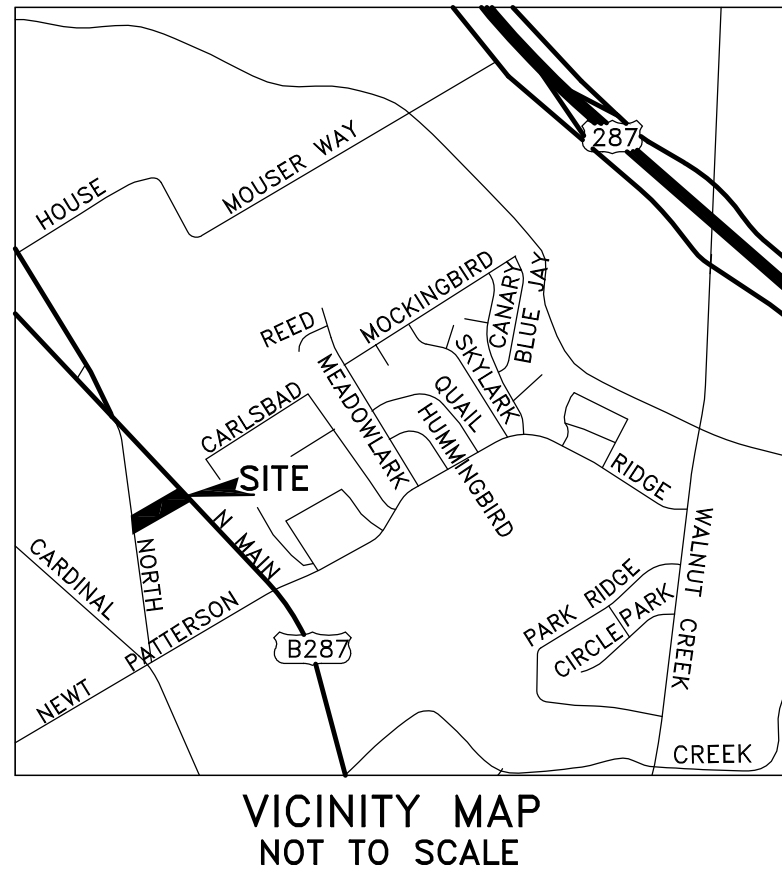 287
HOUSE
MOUSER WAY
MOCKINGBIRD
CANARY
BLUE JAY
REED
SKYLARK
MEADOWLARK
QUAIL
HUMMINGBIRD
CARLSBAD
SITE
RIDGE
N MAIN
NORTH
CARDINAL
WALNUT CREEK
PARK RIDGE
PARK
CIRCLE
NEWT PATTERSON
B287
CREEK
VICINITY MAP
NOT TO SCALE